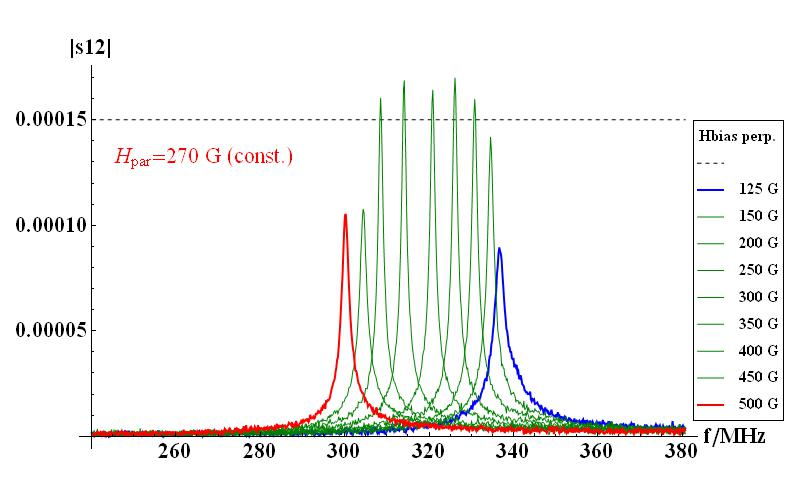 |s12|
0.00015
0.00010
0.00005
H_par=270 G (const.)
260 280 300 320 340 360 380
f/MHz
Hbias perp.
125 G
150 G
200 G
250 G
300 G
350 G
400 G
450 G
500 G